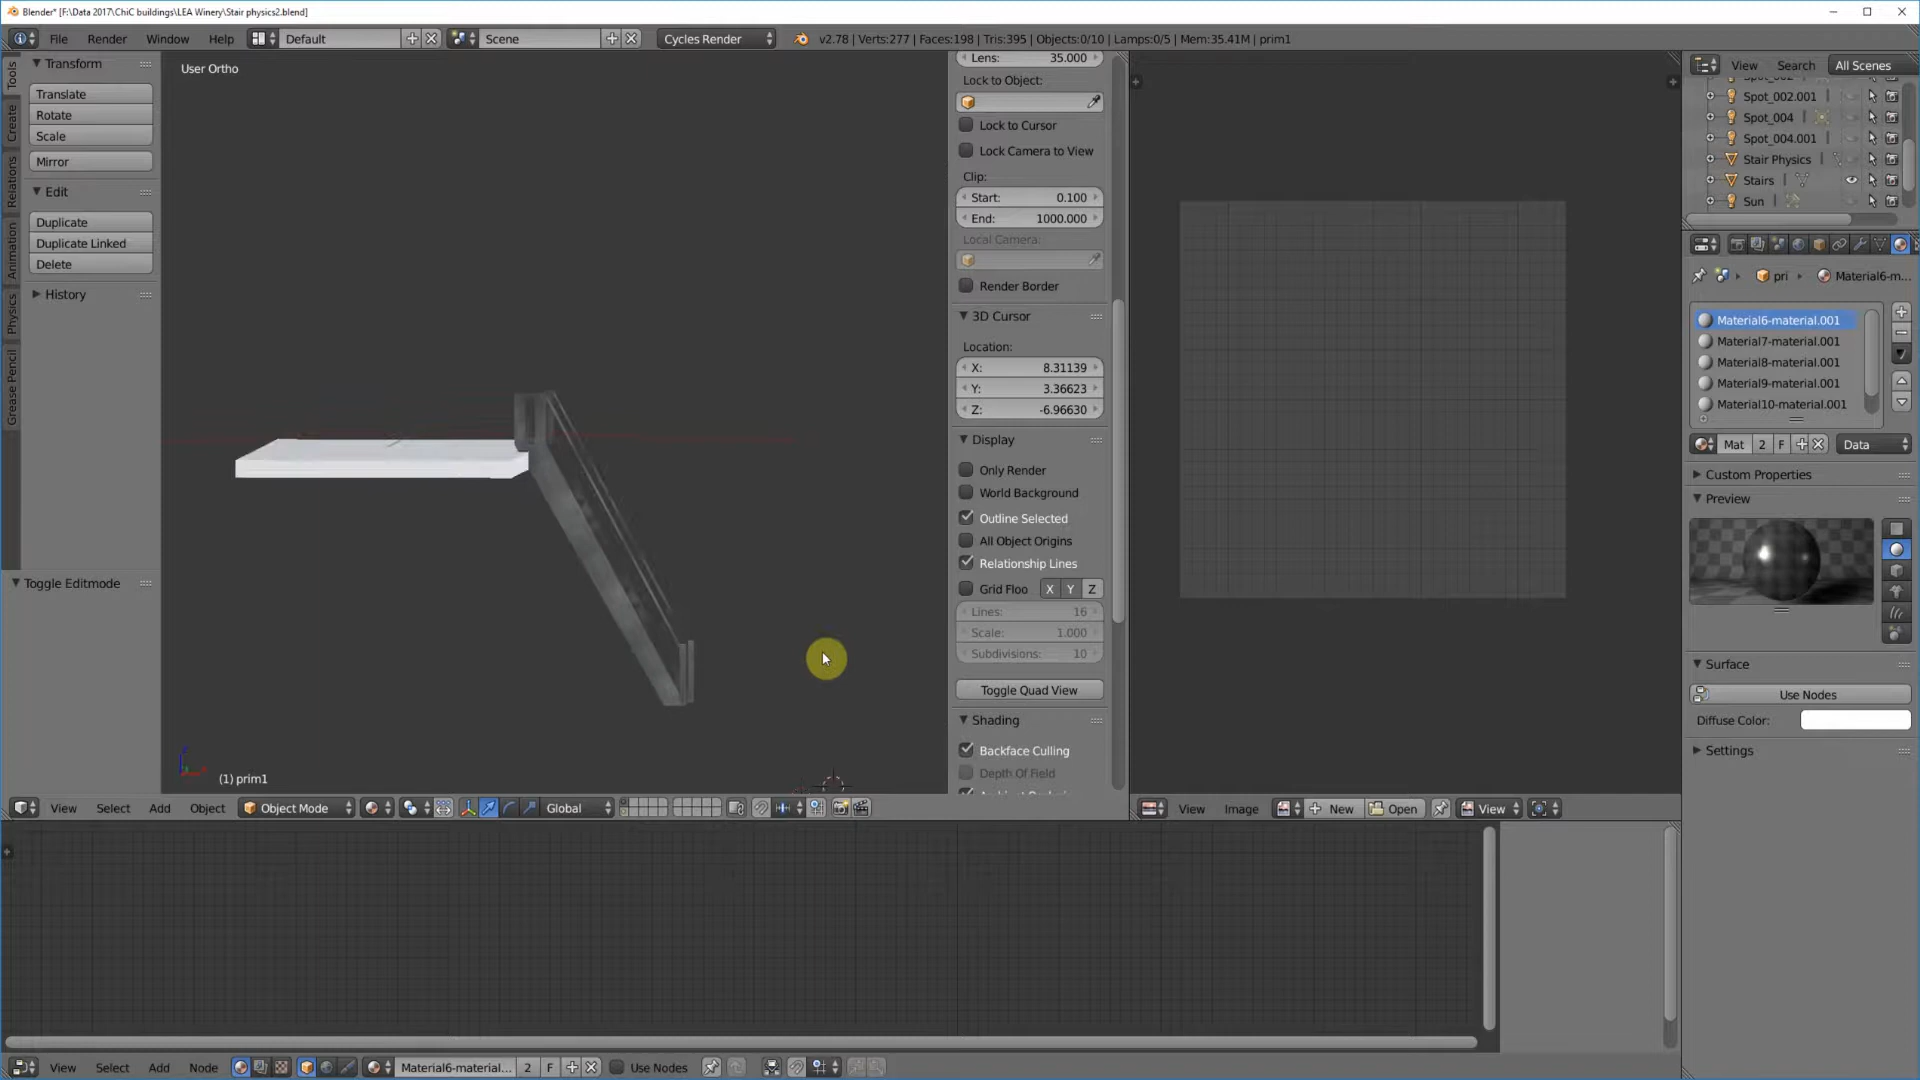 Blender* [F:\Data 2017\ChiC buildings\LEA Winery\Stair physics2.blend]
File Render Window Help Default Scene Cycles Render v2.78 | Verts:277 | Faces:198 | Tris:395 | Objects:0/10 | Lamps:0/5 | Mem:35.41M | prim1
Tools
Create
Relations
Animation
Physics
Grease Pencil
Transform
Translate
Rotate
Scale
Mirror
Edit
Duplicate
Duplicate Linked
Delete
History
Toggle Editmode
User Ortho
(1) prim1
Lens: 35.000
Lock to Object:
Lock to Cursor
Lock Camera to View
Clip:
Start: 0.100
End: 1000.000
Local Camera:
Render Border
3D Cursor
Location:
X: 8.31139
Y: 3.36623
Z: -6.96630
Display
Only Render
World Background
Outline Selected
All Object Origins
Relationship Lines
Grid Floo X Y Z
Lines: 16
Scale: 1.000
Subdivisions: 10
Toggle Quad View
Shading
Backface Culling
Depth Of Field
View Select Add Object Object Mode Global
View Image New Open View
View Search All Scenes
Spot_002.001
Spot_004
Spot_004.001
Stair Physics
Stairs
Sun
pri Material6-m...
Material6-material.001
Material7-material.001
Material8-material.001
Material9-material.001
Material10-material.001
Mat 2 F Data
Custom Properties
Preview
Surface
Use Nodes
Diffuse Color:
Settings
View Select Add Node Material6-material... 2 F Use Nodes